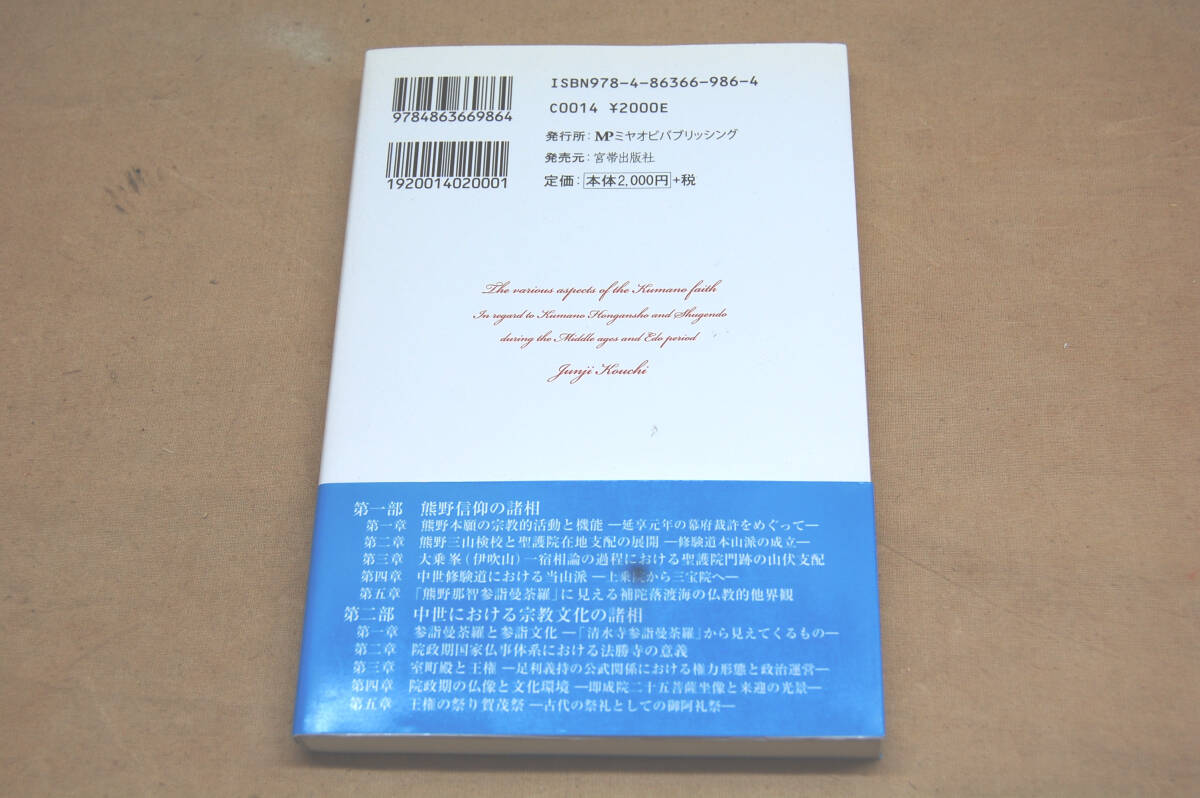 ISBN978-4-86366-986-4
9784863669864
C0014 ¥2000E
発行所：MPミヤオビパブリッシング
発売元：宮帯出版社
1920014020001
定価：本体2,000円+税
The various aspects of the Kumano faith
In regard to Kumano Hongansho and Shugendo
during the Middle ages and Edo period
Junji Kouchi
第一部 熊野信仰の諸相
第一章 熊野本願の宗教的活動と機能 ―延享元年の幕府裁許をめぐって―
第二章 熊野三山検校と聖護院在地支配の展開 ―修験道本山派の成立―
第三章 大乗峯（伊吹山）一宿相論の過程における聖護院門跡の山伏支配
第四章 中世修験道における当山派 ―上乗院から三宝院へ―
第五章 「熊野那智参詣曼荼羅」に見える補陀落渡海の仏教的他界観
第二部 中世における宗教文化の諸相
第一章 参詣曼荼羅と参詣文化 ―「清水寺参詣曼荼羅」から見えてくるもの―
第二章 院政期国家仏事体系における法勝寺の意義
第三章 室町殿と王権 ―足利義持の公武関係における権力形態と政治運営―
第四章 院政期の仏像と文化環境 ―即成院二十五菩薩坐像と来迎の光景―
第五章 王権の祭り賀茂祭 ―古代の祭礼としての御阿礼祭―